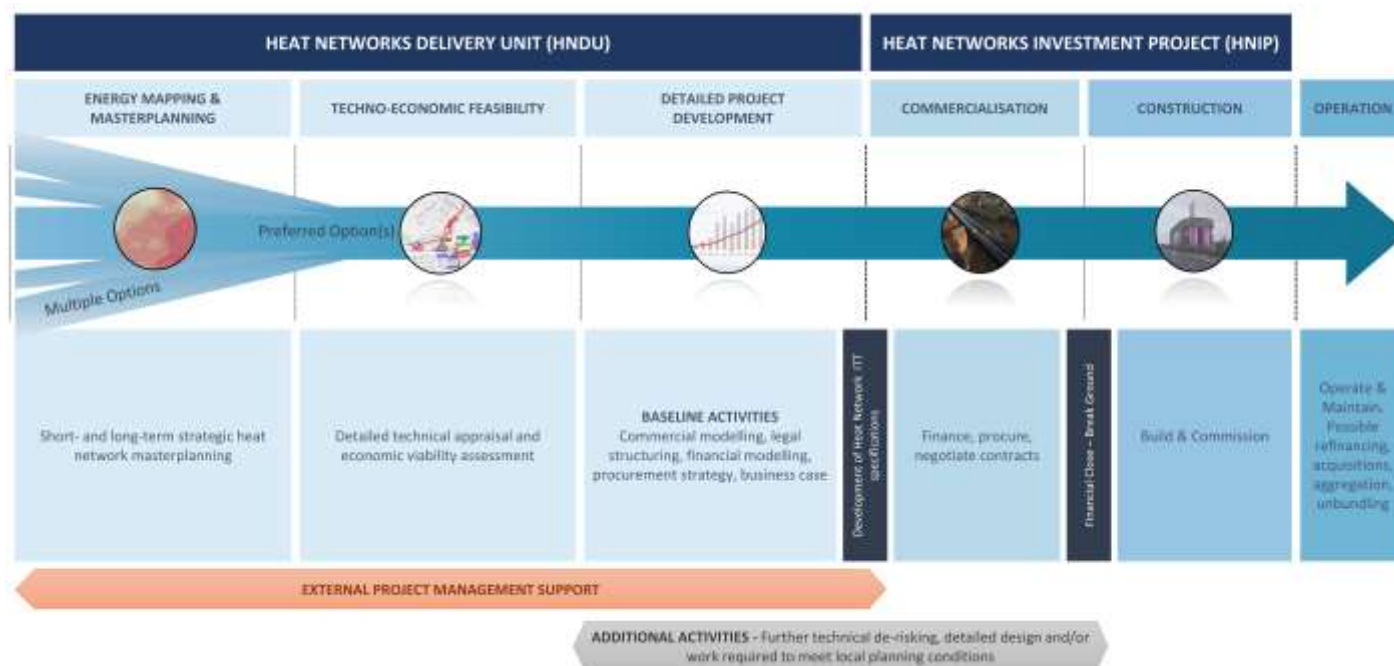 HEAT NETWORKS DELIVERY UNIT (HNDU)
HEAT NETWORKS INVESTMENT PROJECT (HNIP)
ENERGY MAPPING &
MASTERPLANNING
TECHNO-ECONOMIC FEASIBILITY
DETAILED PROJECT
DEVELOPMENT
COMMERCIALISATION
CONSTRUCTION
OPERATION
Preferred Option(s)
Multiple Options
Short- and long-term strategic heat
network masterplanning
Detailed technical appraisal and
economic viability assessment
BASELINE ACTIVITIES
Commercial modelling, legal
structuring, financial modelling,
procurement strategy, business case
Development of Heat Network ITT
specifications
Finance, procure,
negotiate contracts
Financial Close – Break Ground
Build & Commission
Operate &
Maintain.
Possible
refinancing,
acquisitions,
aggregation,
unbundling
EXTERNAL PROJECT MANAGEMENT SUPPORT
ADDITIONAL ACTIVITIES - Further technical de-risking, detailed design and/or
work required to meet local planning conditions